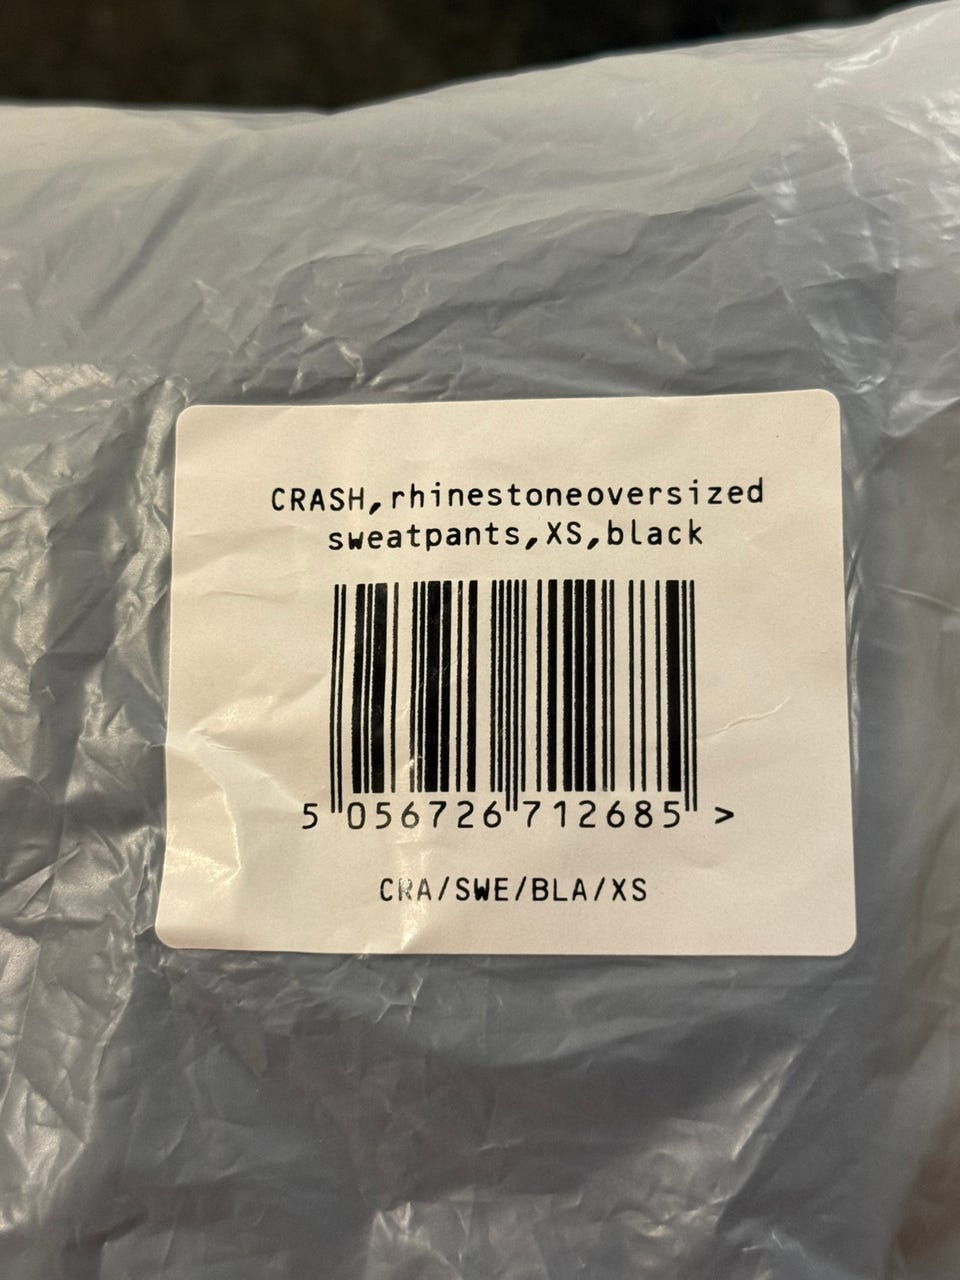 CRASH,rhinestoneoversized
sweatpants,XS,black
5 056726 712685 >
CRA/SWE/BLA/XS